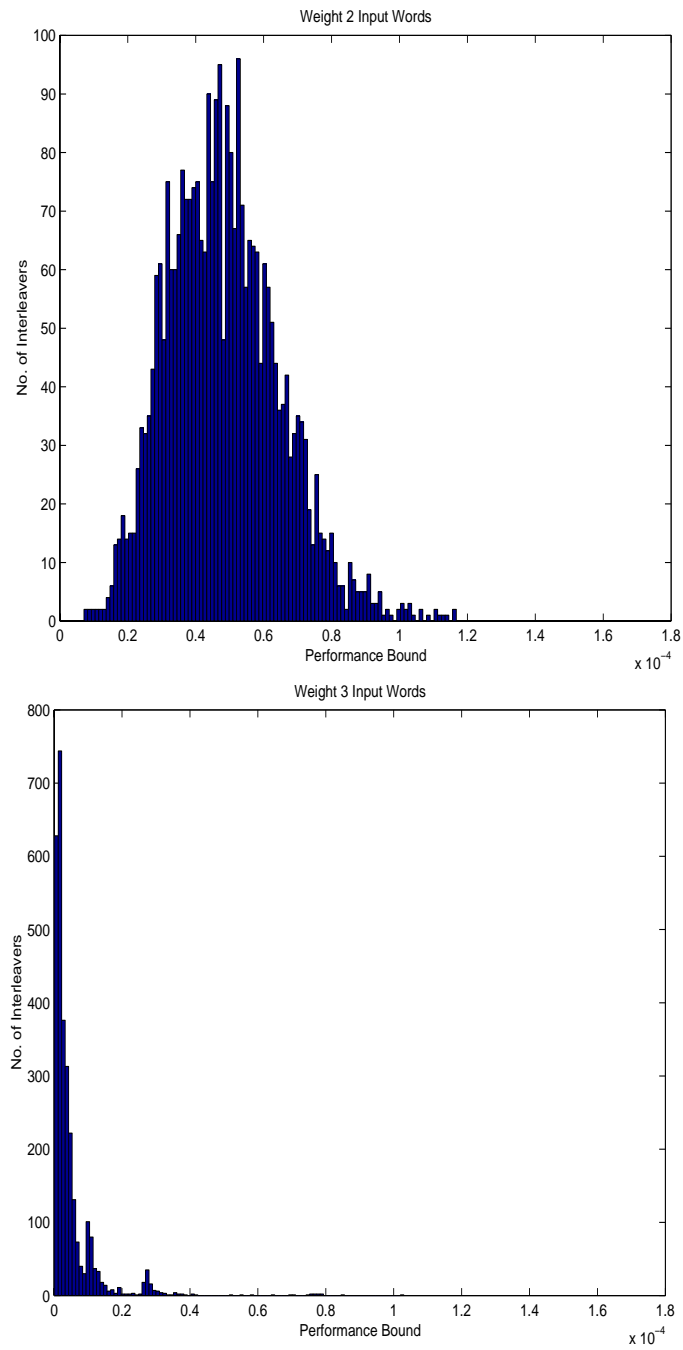 Weight 2 Input Words
100
90
80
70
60
50
40
30
20
10
0
No. of Interleavers
0 0.2 0.4 0.6 0.8 1 1.2 1.4 1.6 1.8
Performance Bound
x 10⁻⁴
Weight 3 Input Words
800
700
600
500
400
300
200
100
0
No. of Interleavers
0 0.2 0.4 0.6 0.8 1 1.2 1.4 1.6 1.8
Performance Bound
x 10⁻⁴